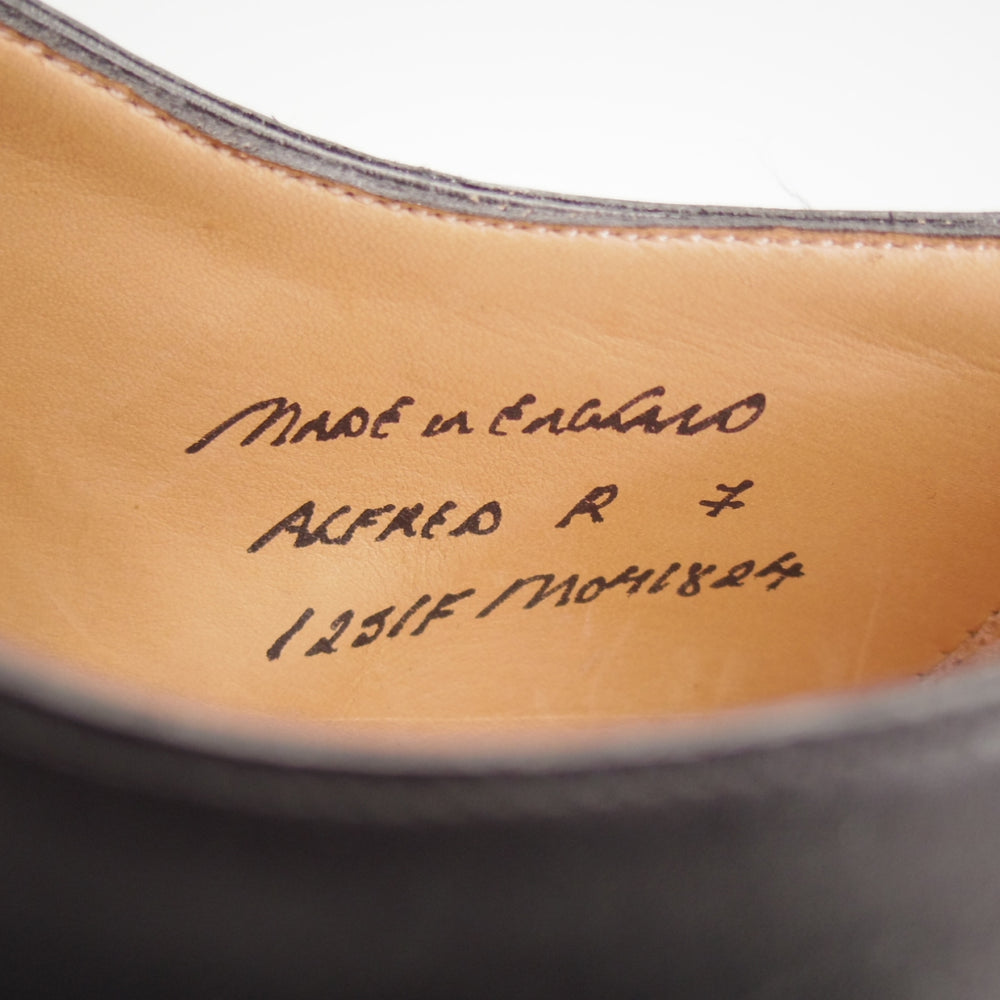 MADE IN ENGLAND
ALFRED R 7
1251F M041824